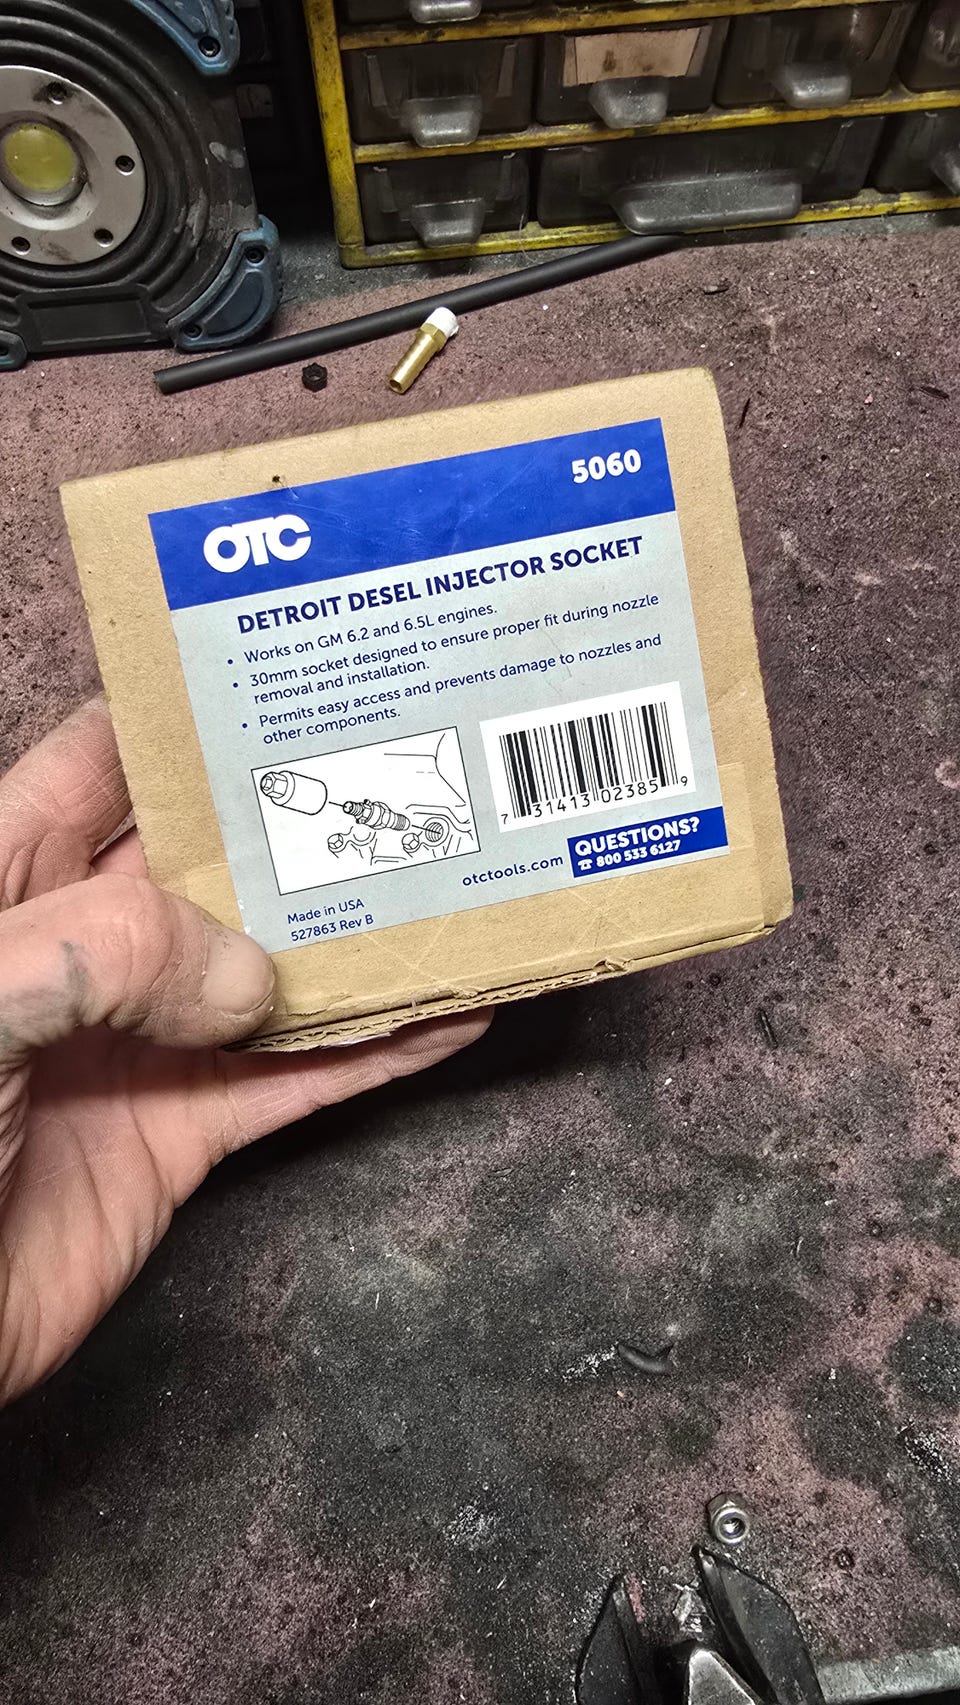 5060
OTC
DETROIT DESEL INJECTOR SOCKET
• Works on GM 6.2 and 6.5L engines.
• 30mm socket designed to ensure proper fit during nozzle
removal and installation.
• Permits easy access and prevents damage to nozzles and
other components.
7 31413 02385 9
QUESTIONS?
☎ 800 533 6127
otctools.com
Made in USA
527863 Rev B